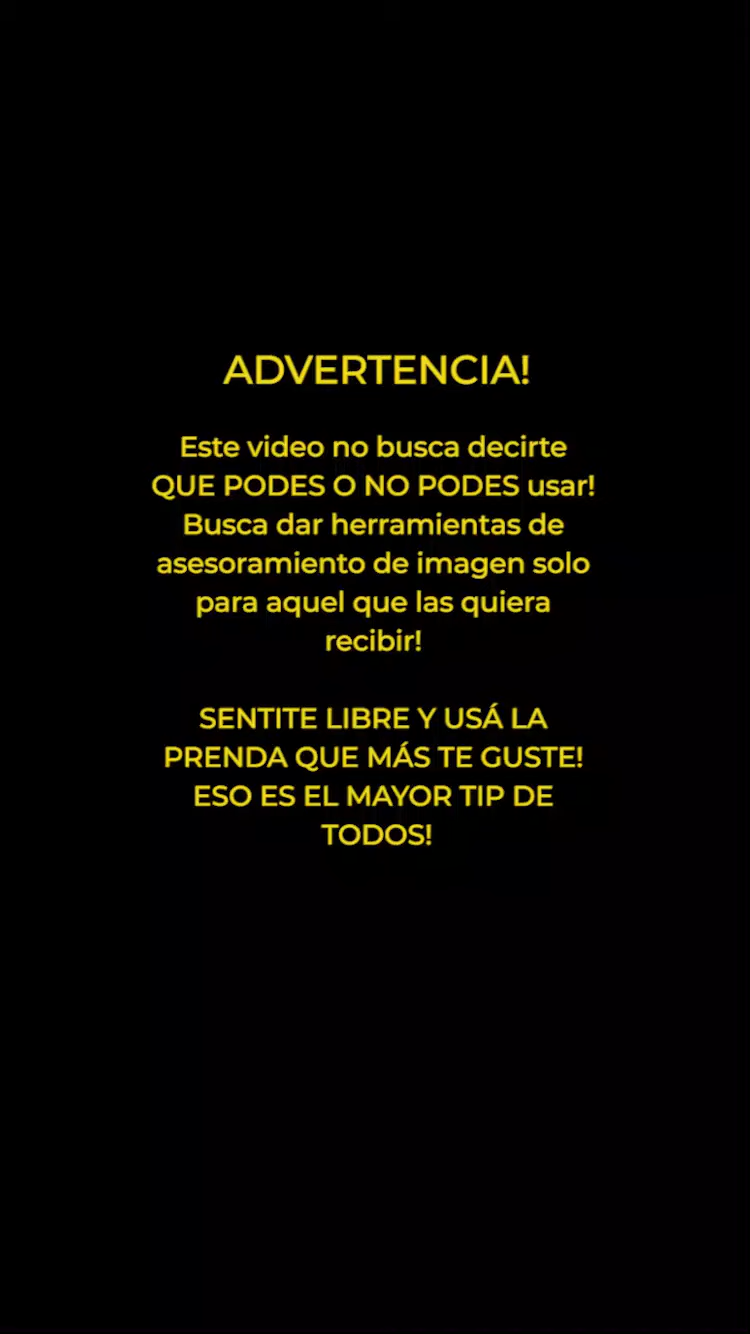 ADVERTENCIA!
Este video no busca decirte
QUE PODES O NO PODES usar!
Busca dar herramientas de
asesoramiento de imagen solo
para aquel que las quiera
recibir!
SENTITE LIBRE Y USÁ LA
PRENDA QUE MÁS TE GUSTE!
ESO ES EL MAYOR TIP DE
TODOS!